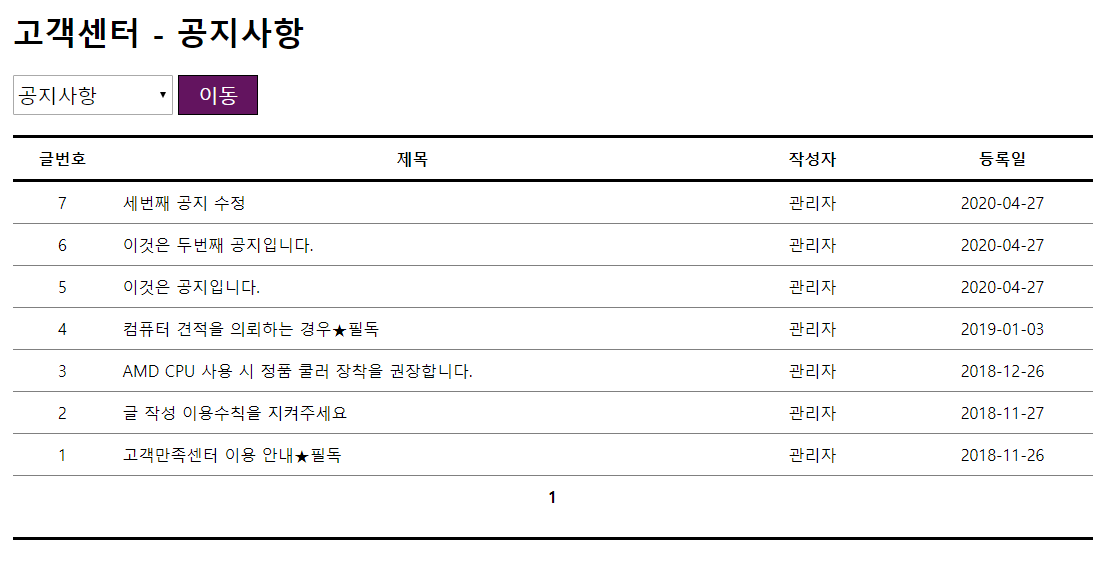 고객센터 - 공지사항
공지사항 이동
글번호 제목 작성자 등록일
7 세번째 공지 수정 관리자 2020-04-27
6 이것은 두번째 공지입니다. 관리자 2020-04-27
5 이것은 공지입니다. 관리자 2020-04-27
4 컴퓨터 견적을 의뢰하는 경우★필독 관리자 2019-01-03
3 AMD CPU 사용 시 정품 쿨러 장착을 권장합니다. 관리자 2018-12-26
2 글 작성 이용수칙을 지켜주세요 관리자 2018-11-27
1 고객만족센터 이용 안내★필독 관리자 2018-11-26
1